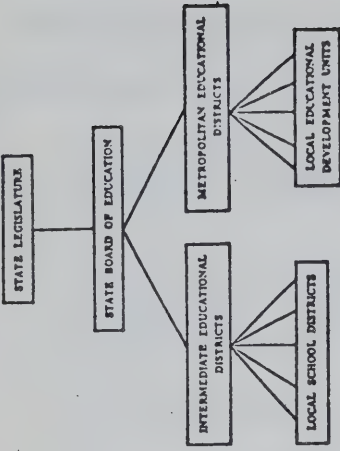 STATE LEGISLATURE
STATE BOARD OF EDUCATION
INTERMEDIATE EDUCATIONAL
DISTRICTS
METROPOLITAN EDUCATIONAL
DISTRICTS
LOCAL SCHOOL DISTRICTS
LOCAL EDUCATIONAL
DEVELOPMENT UNITS